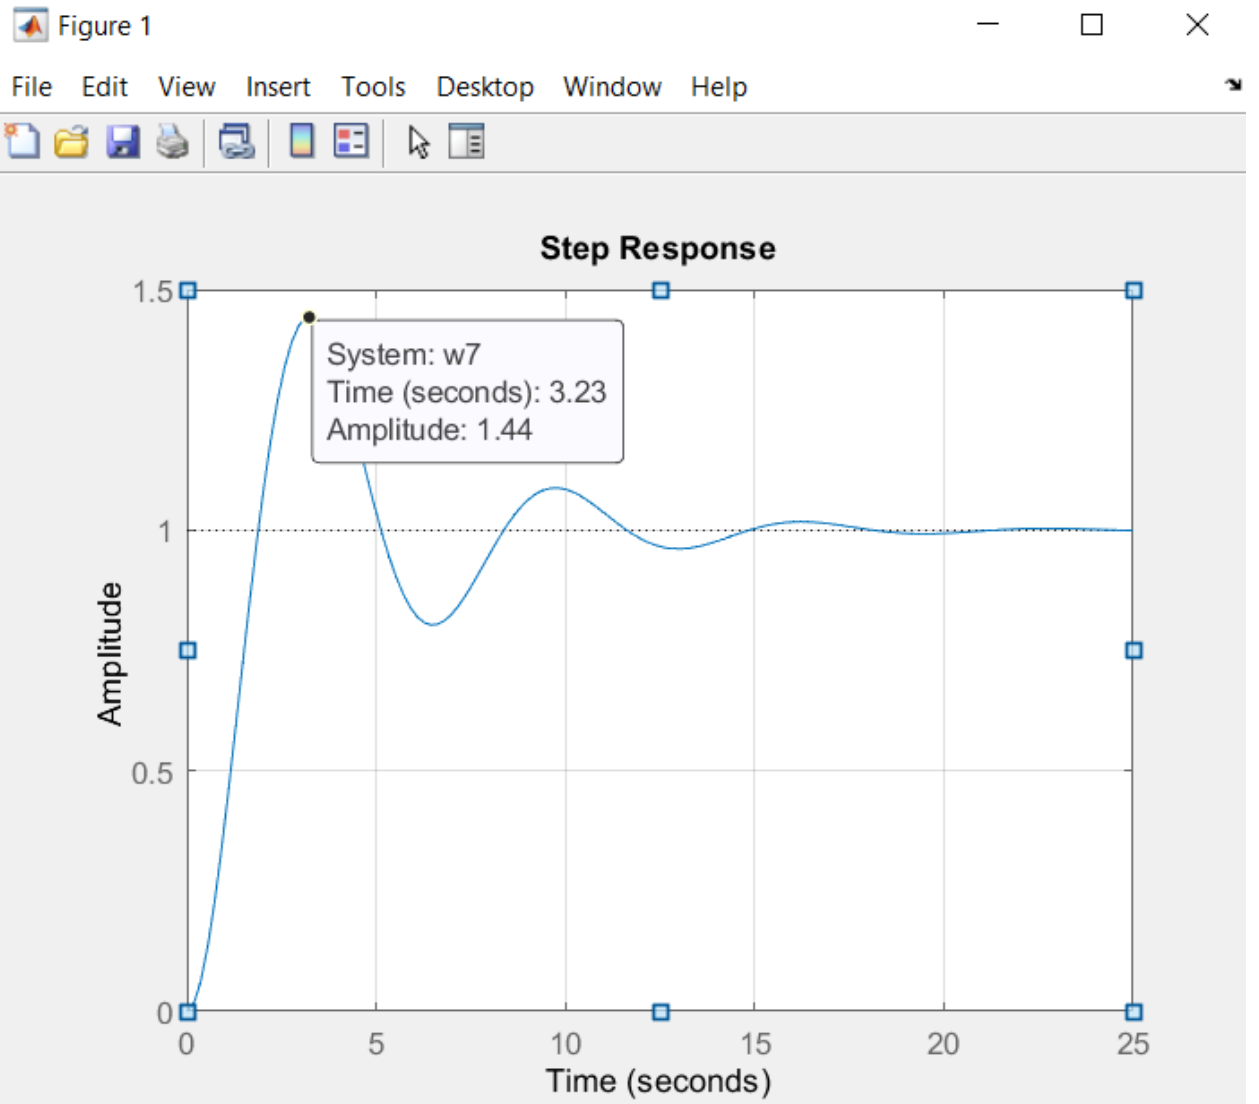 Figure 1
File Edit View Insert Tools Desktop Window Help
Step Response
1.5
System: w7
Time (seconds): 3.23
Amplitude: 1.44
1
Amplitude
0.5
0
0 5 10 15 20 25
Time (seconds)